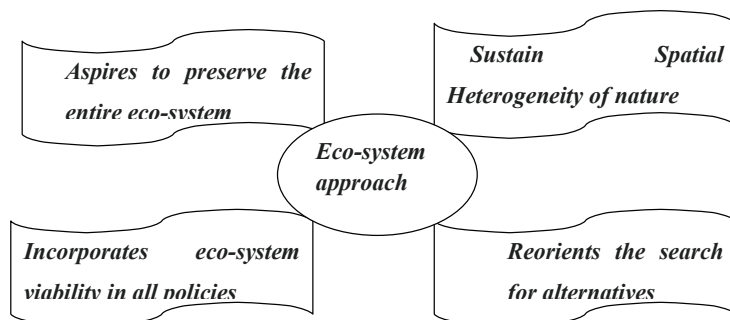 Aspires to preserve the
entire eco-system
Sustain Spatial
Heterogeneity of nature
Eco-system
approach
Incorporates eco-system
viability in all policies
Reorients the search
for alternatives